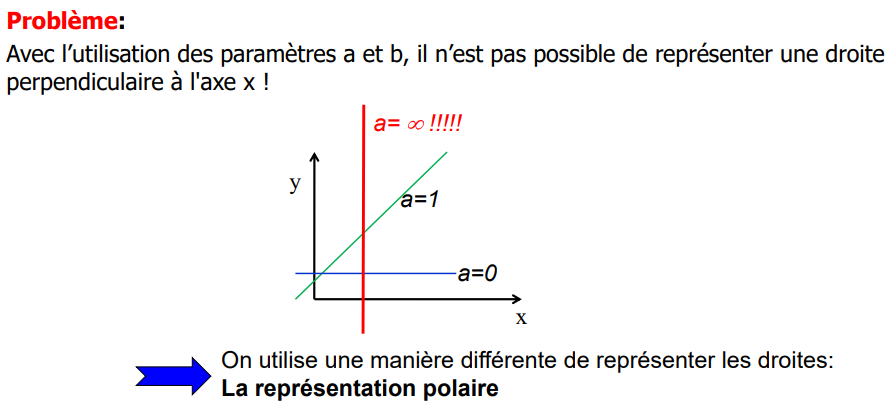 Problème:
Avec l’utilisation des paramètres a et b, il n’est pas possible de représenter une droite
perpendiculaire à l'axe x !
a= ∞ !!!!!
y
a=1
a=0
x
On utilise une manière différente de représenter les droites:
La représentation polaire